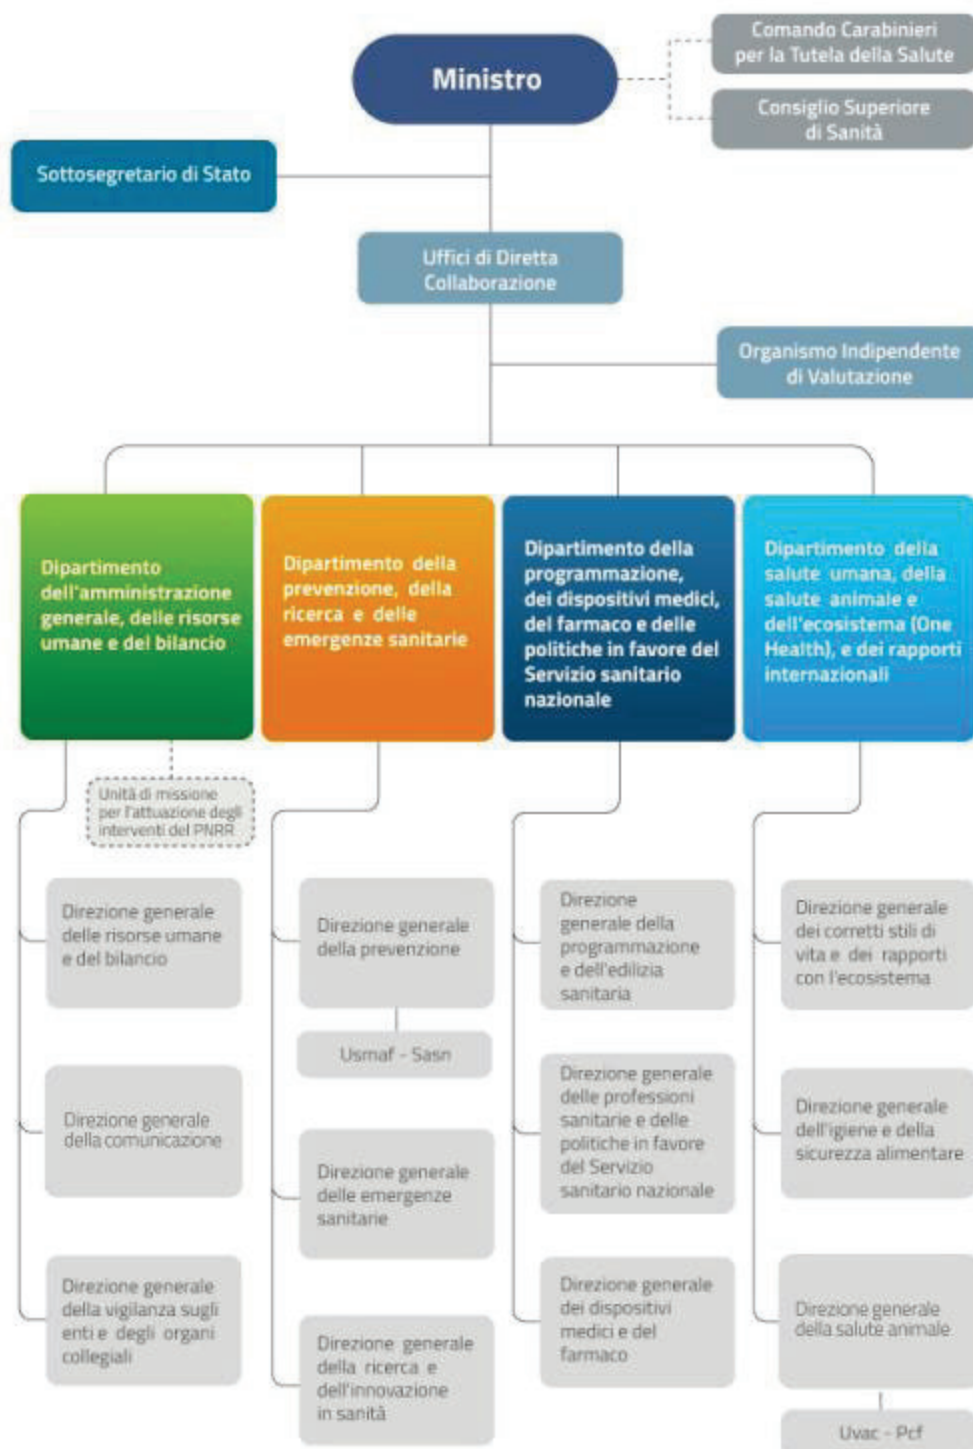 Ministro
Comando Carabinieri
per la Tutela della Salute
Consiglio Superiore
di Sanità
Sottosegretario di Stato
Uffici di Diretta
Collaborazione
Organismo Indipendente
di Valutazione
Dipartimento
dell'amministrazione
generale, delle risorse
umane e del bilancio
Dipartimento della
prevenzione, della
ricerca e delle
emergenze sanitarie
Dipartimento della
programmazione,
dei dispositivi medici,
del farmaco e delle
politiche in favore del
Servizio sanitario
nazionale
Dipartimento della
salute umana, della
salute animale e
dell'ecosistema (One
Health), e dei rapporti
internazionali
Unità di missione
per l'attuazione degli
interventi del PNRR
Direzione generale
delle risorse umane
e del bilancio
Direzione generale
della comunicazione
Direzione generale
della vigilanza sugli
enti e degli organi
collegiali
Direzione generale
della prevenzione
Usmaf - Sasn
Direzione generale
delle emergenze
sanitarie
Direzione generale
della ricerca e
dell'innovazione
in sanità
Direzione
generale della
programmazione
e dell'edilizia
sanitaria
Direzione generale
delle professioni
sanitarie e delle
politiche in favore
del Servizio
sanitario nazionale
Direzione generale
dei dispositivi
medici e del
farmaco
Direzione generale
dei corretti stili di
vita e dei rapporti
con l'ecosistema
Direzione generale
dell'igiene e della
sicurezza alimentare
Direzione generale
della salute animale
Uvac - Pcf